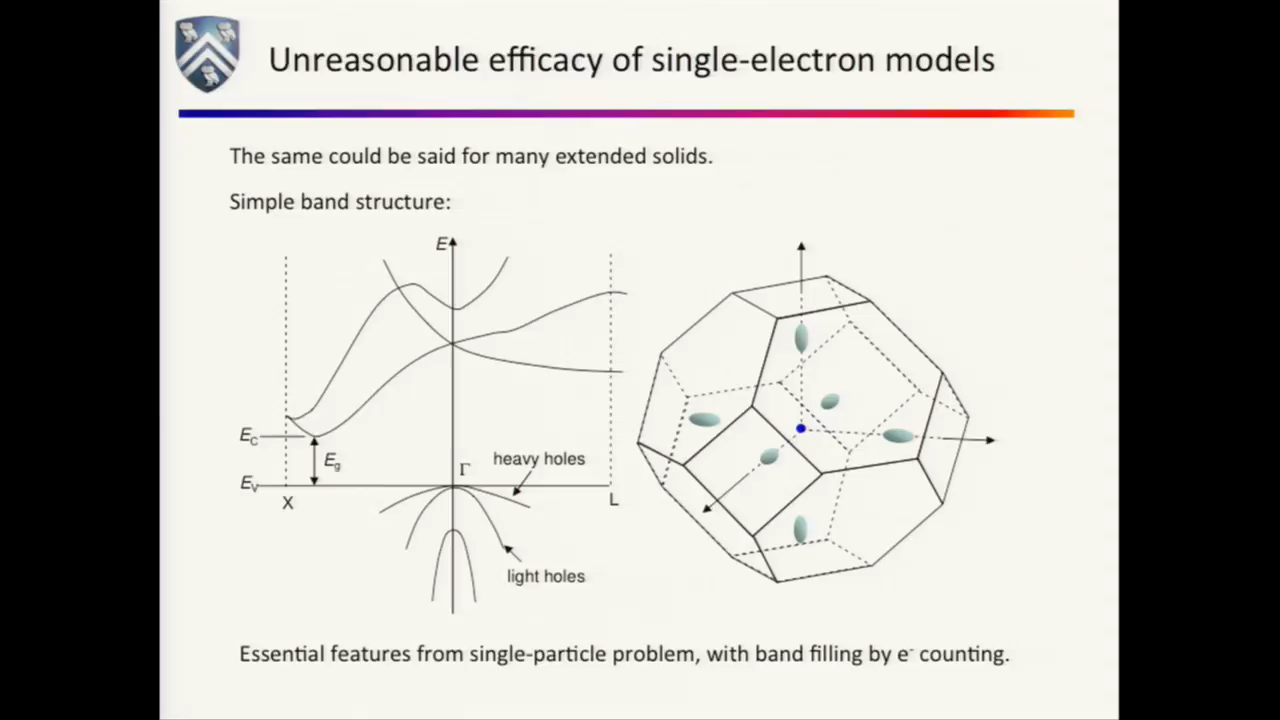 Unreasonable efficacy of single-electron models
The same could be said for many extended solids.
Simple band structure:
E
E_C
E_g
E_V
Γ
heavy holes
X
L
light holes
Essential features from single-particle problem, with band filling by e⁻ counting.